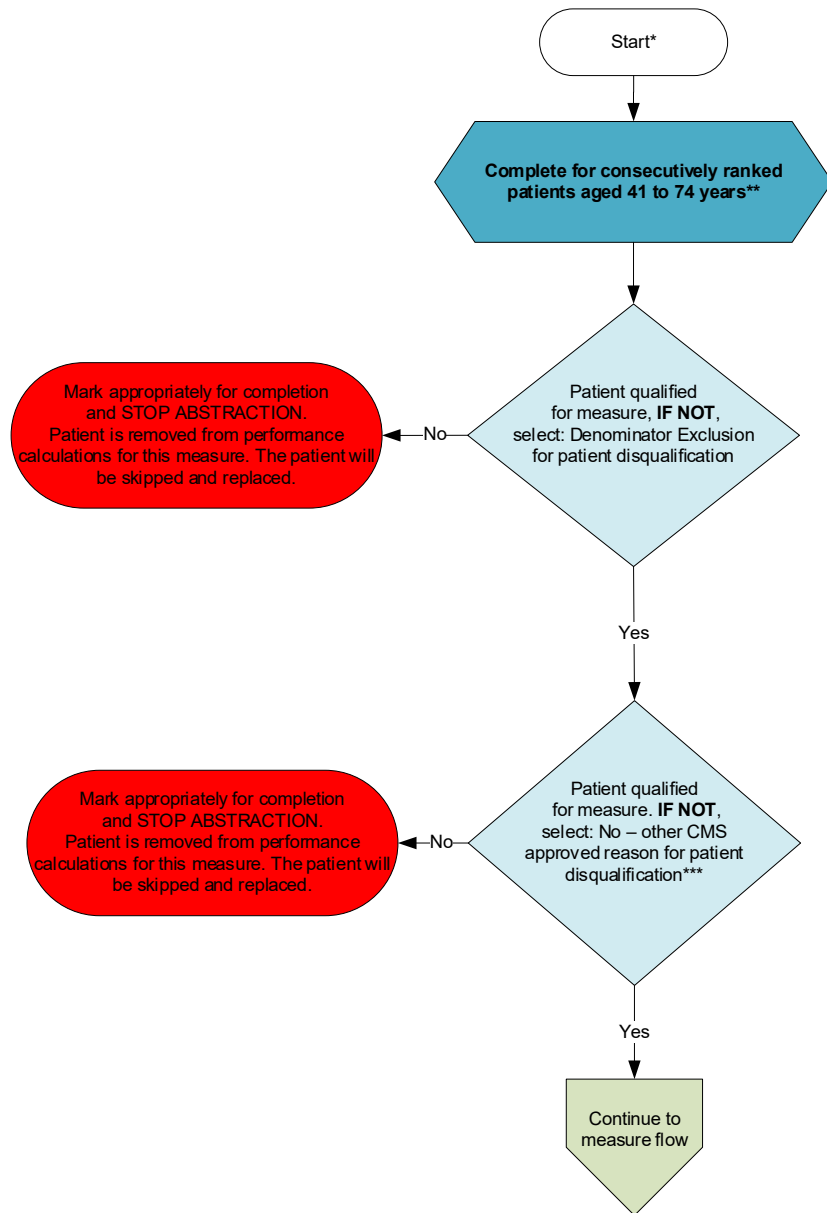 Start*
Complete for consecutively ranked
patients aged 41 to 74 years**
Patient qualified
for measure, IF NOT,
select: Denominator Exclusion
for patient disqualification
No
Mark appropriately for completion
and STOP ABSTRACTION.
Patient is removed from performance
calculations for this measure. The patient will
be skipped and replaced.
Yes
Patient qualified
for measure. IF NOT,
select: No – other CMS
approved reason for patient
disqualification***
No
Mark appropriately for completion
and STOP ABSTRACTION.
Patient is removed from performance
calculations for this measure. The patient will
be skipped and replaced.
Yes
Continue to
measure flow